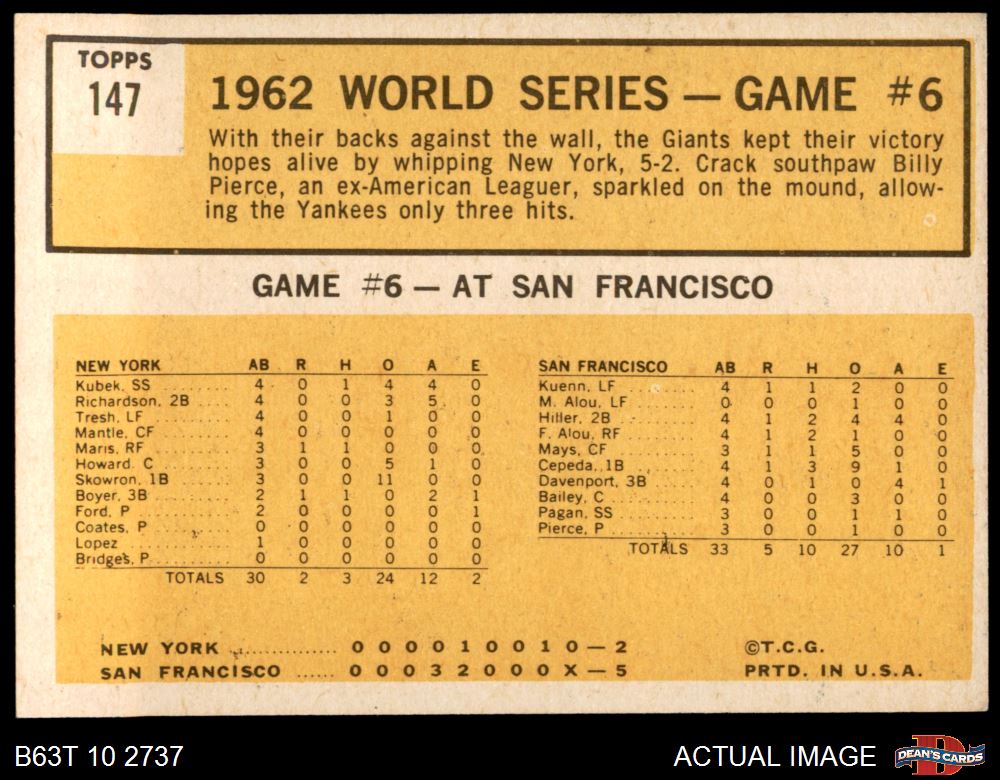 TOPPS
147
1962 WORLD SERIES — GAME #6
With their backs against the wall, the Giants kept their victory
hopes alive by whipping New York, 5-2. Crack southpaw Billy
Pierce, an ex-American Leaguer, sparkled on the mound, allow-
ing the Yankees only three hits.
GAME #6 — AT SAN FRANCISCO
NEW YORK AB R H O A E
Kubek, SS ........ 4 0 1 4 4 0
Richardson, 2B .... 4 0 0 3 5 0
Tresh, LF ........ 4 0 0 1 0 0
Mantle, CF ....... 4 0 0 0 0 0
Maris, RF ........ 3 1 1 0 0 0
Howard, C ........ 3 0 0 5 1 0
Skowron, 1B ...... 3 0 0 11 0 0
Boyer, 3B ........ 2 1 1 0 2 1
Ford, P .......... 2 0 0 0 0 1
Coates, P ........ 0 0 0 0 0 0
Lopez ............ 1 0 0 0 0 0
Bridges, P ....... 0 0 0 0 0 0
TOTALS 30 2 3 24 12 2
SAN FRANCISCO AB R H O A E
Kuenn, LF ........ 4 1 1 2 0 0
M. Alou, LF ...... 0 0 0 1 0 0
Hiller, 2B ....... 4 1 2 4 4 0
F. Alou, RF ...... 4 1 2 1 0 0
Mays, CF ......... 3 1 1 5 0 0
Cepeda, 1B ....... 4 1 3 9 1 0
Davenport, 3B .... 4 0 1 0 4 1
Bailey, C ........ 4 0 0 3 0 0
Pagan, SS ........ 3 0 0 1 1 0
Pierce, P ........ 3 0 0 1 0 0
TOTALS 33 5 10 27 10 1
NEW YORK .............. 0 0 0 0 1 0 0 1 0 — 2
SAN FRANCISCO ...... 0 0 0 3 2 0 0 0 X — 5
©T.C.G.
PRTD. IN U.S.A.
B63T 10 2737
ACTUAL IMAGE
D
DEAN'S CARDS